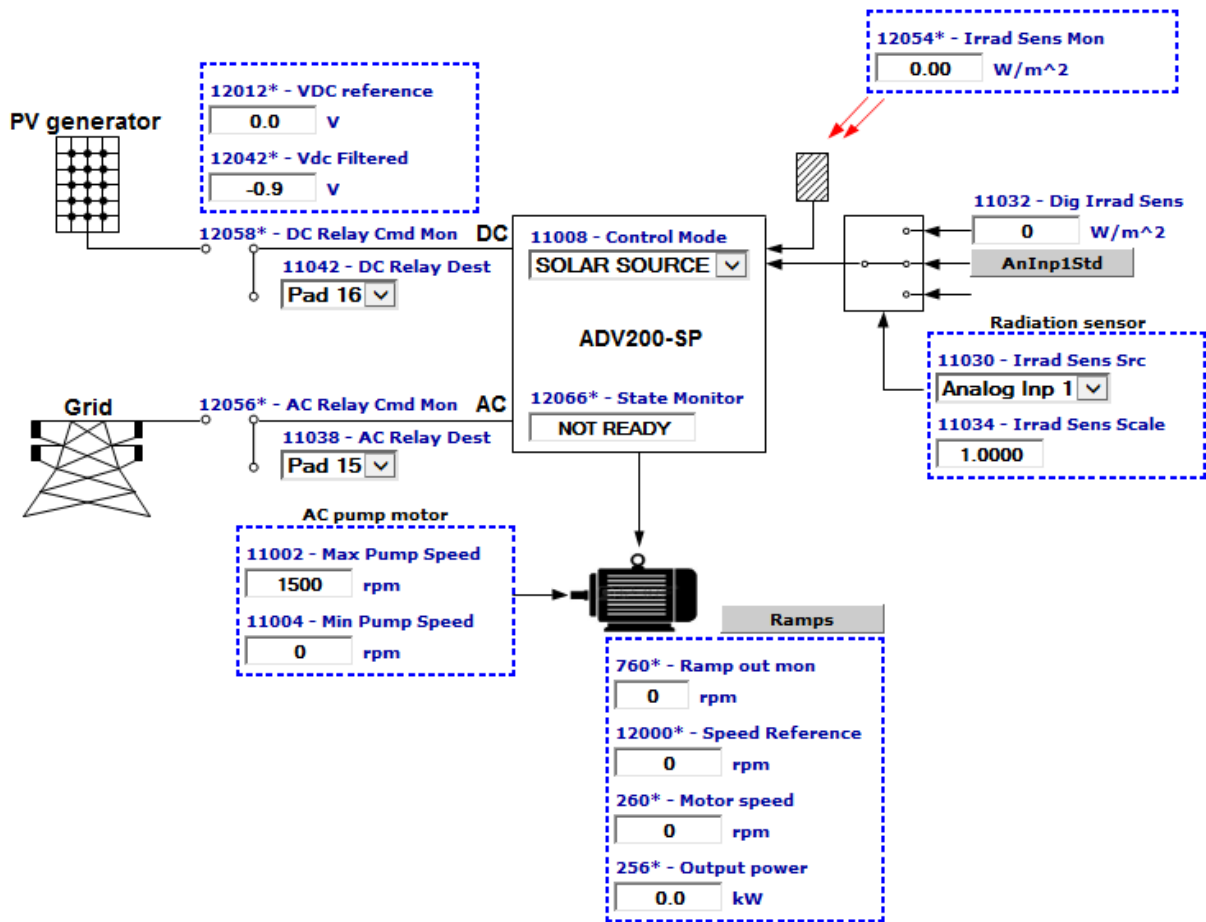 12054* - Irrad Sens Mon
0.00 W/m^2
12012* - VDC reference
0.0 V
12042* - Vdc Filtered
-0.9 V
PV generator
12058* - DC Relay Cmd Mon
DC
11042 - DC Relay Dest
Pad 16
11008 - Control Mode
SOLAR SOURCE
ADV200-SP
12066* - State Monitor
NOT READY
11032 - Dig Irrad Sens
0 W/m^2
AnInp1Std
Radiation sensor
11030 - Irrad Sens Src
Analog Inp 1
11034 - Irrad Sens Scale
1.0000
Grid
12056* - AC Relay Cmd Mon
AC
11038 - AC Relay Dest
Pad 15
AC pump motor
11002 - Max Pump Speed
1500 rpm
11004 - Min Pump Speed
0 rpm
Ramps
760* - Ramp out mon
0 rpm
12000* - Speed Reference
0 rpm
260* - Motor speed
0 rpm
256* - Output power
0.0 kW